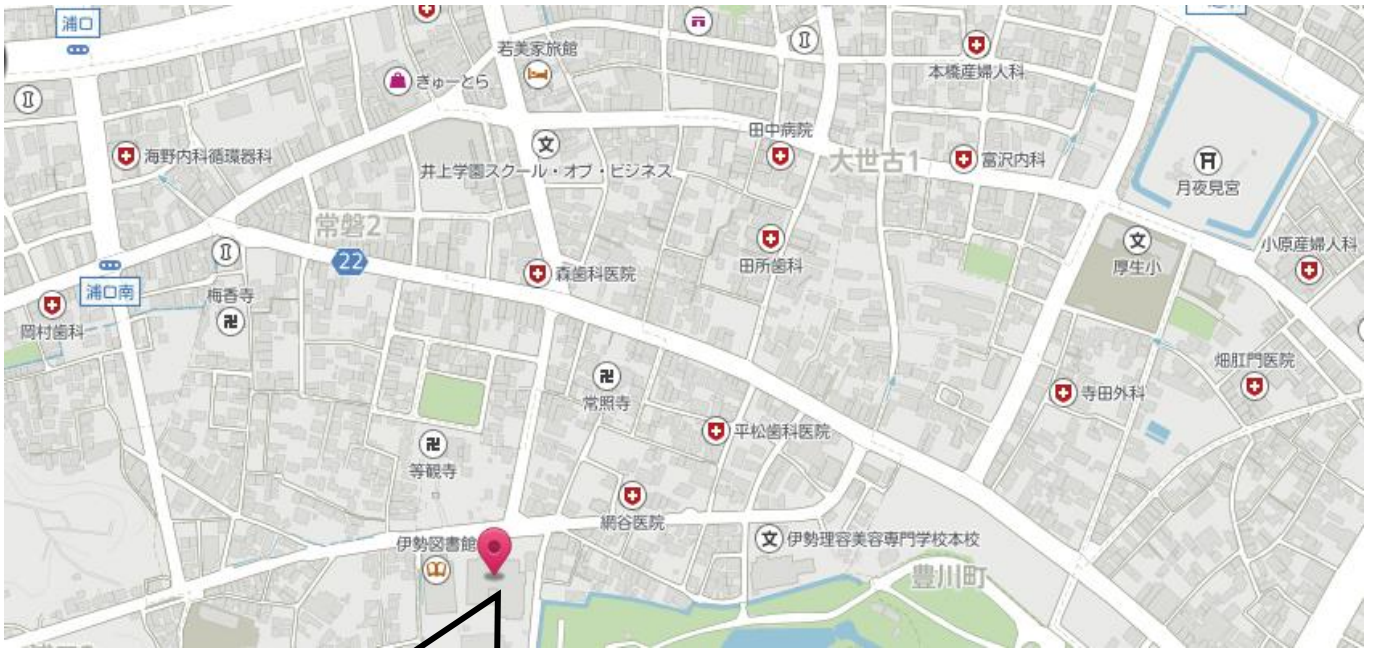 浦口
若美家旅館
本橋産婦人科
ぎゅーとら
田中病院
海野内科循環器科
井上学園スクール・オブ・ビジネス
大世古1
富沢内科
月夜見宮
常磐2
22
森歯科医院
田所歯科
厚生小
小原産婦人科
浦口南
梅香寺
岡村歯科
畑肛門医院
常照寺
寺田外科
平松歯科医院
等観寺
網谷医院
伊勢図書館
伊勢理容美容専門学校本校
豊川町